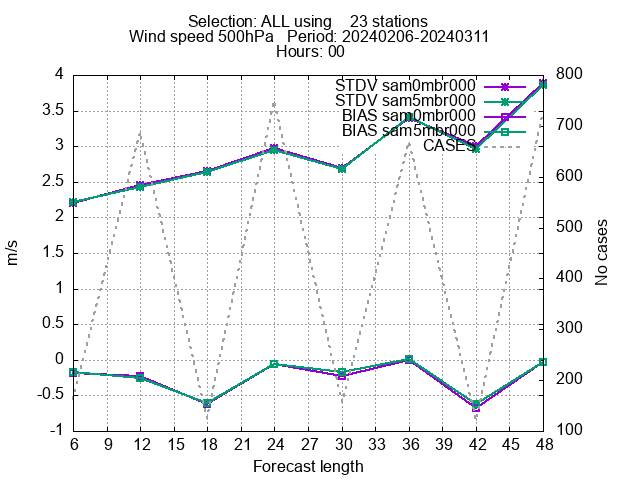 Selection: ALL using    23 stations
Wind speed 500hPa   Period: 20240206-20240311
Hours: 00
STDV sam0mbr000
STDV sam5mbr000
BIAS sam0mbr000
BIAS sam5mbr000
CASES
4
3.5
3
2.5
2
1.5
1
0.5
0
-0.5
-1
m/s
800
700
600
500
400
300
200
100
No cases
6 12 18 24 30 36 42 48
9 15 21 27 33 39 45
Forecast length